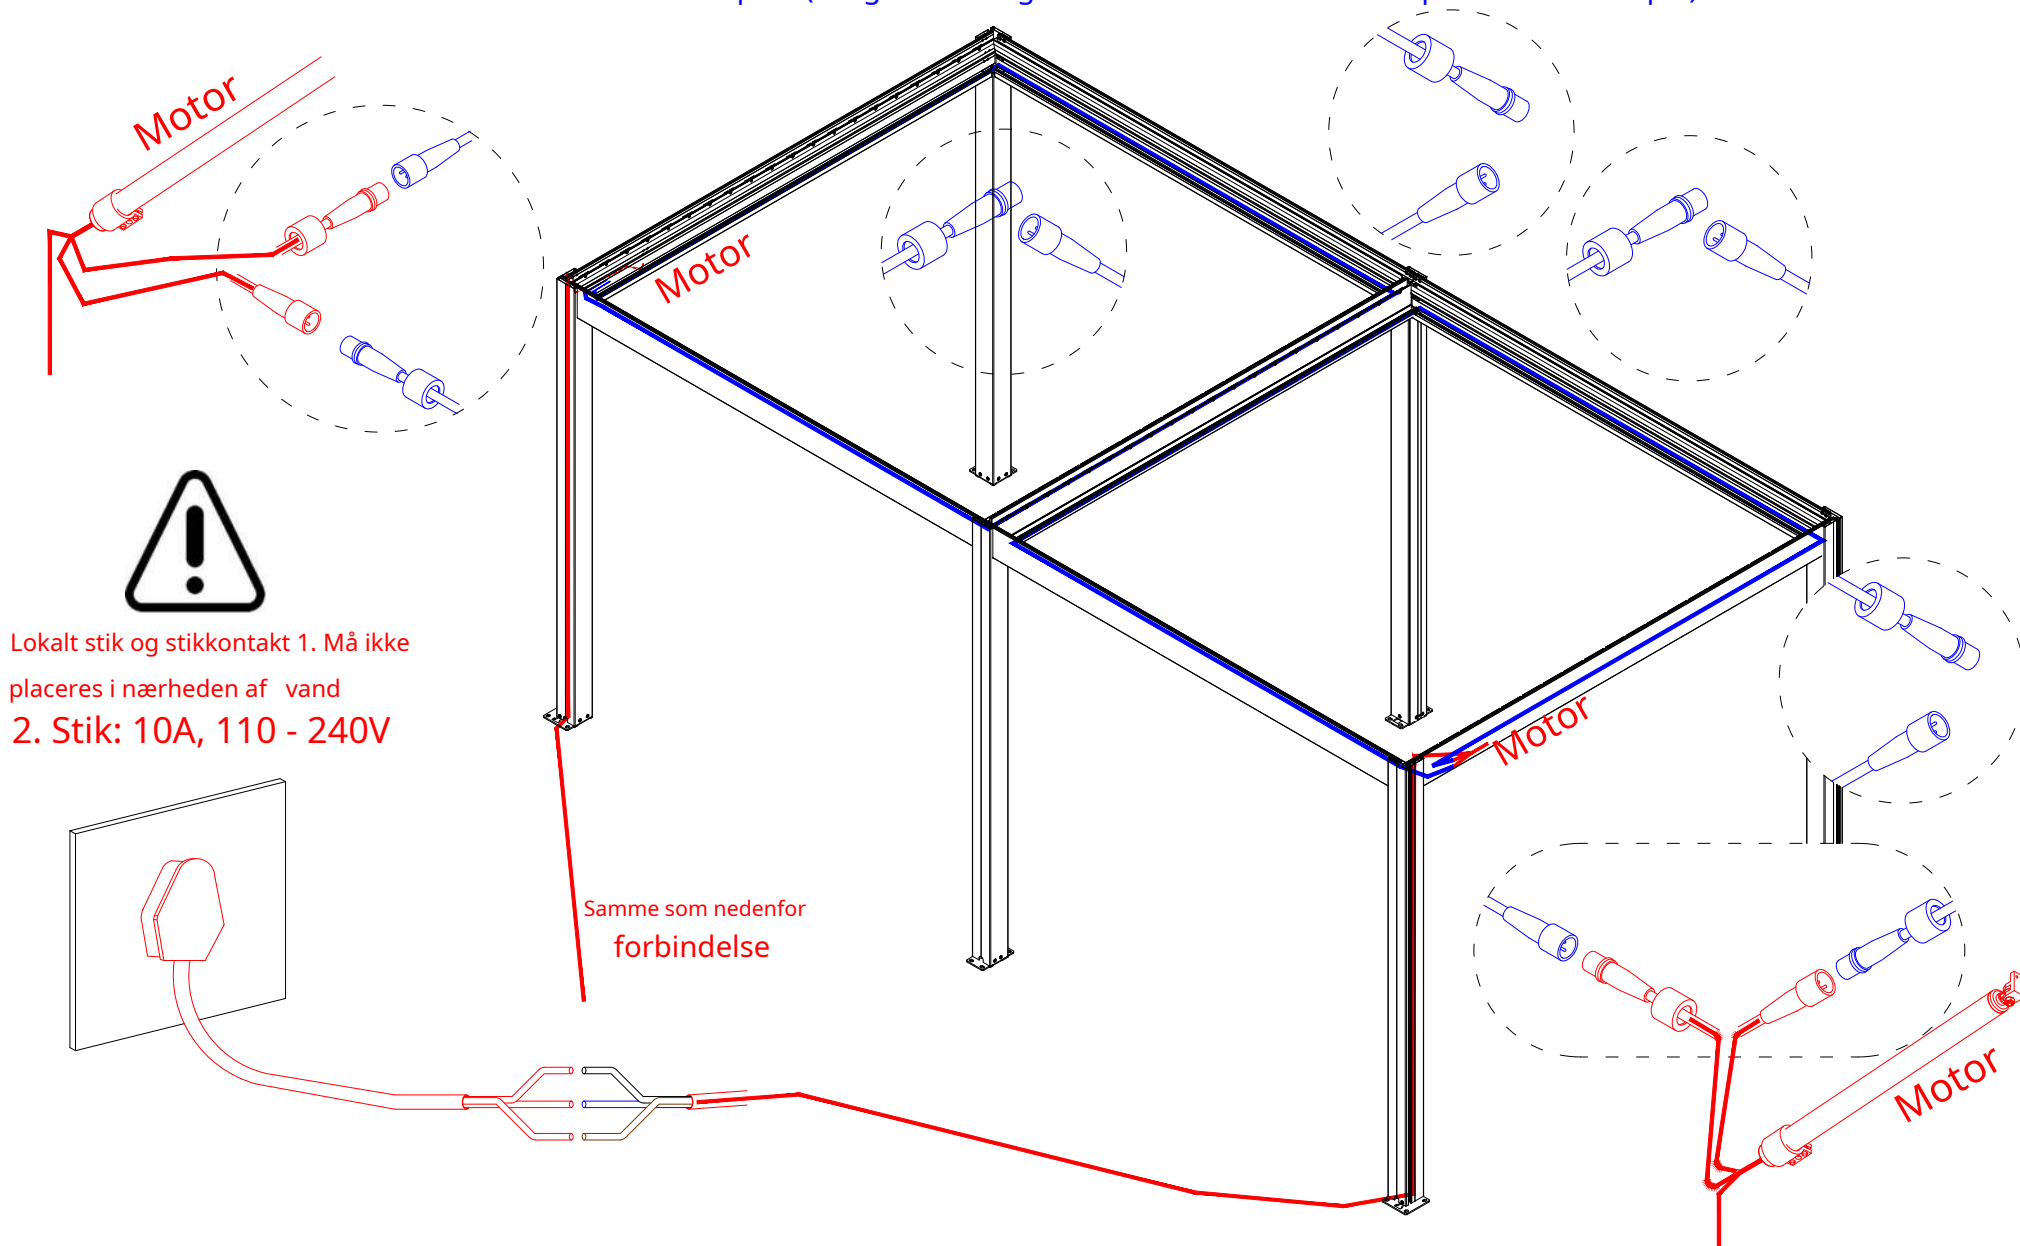 Motor
Motor
Lokalt stik og stikkontakt 1. Må ikke
placeres i nærheden af vand
2. Stik: 10A, 110 - 240V
Motor
Samme som nedenfor
forbindelse
Motor